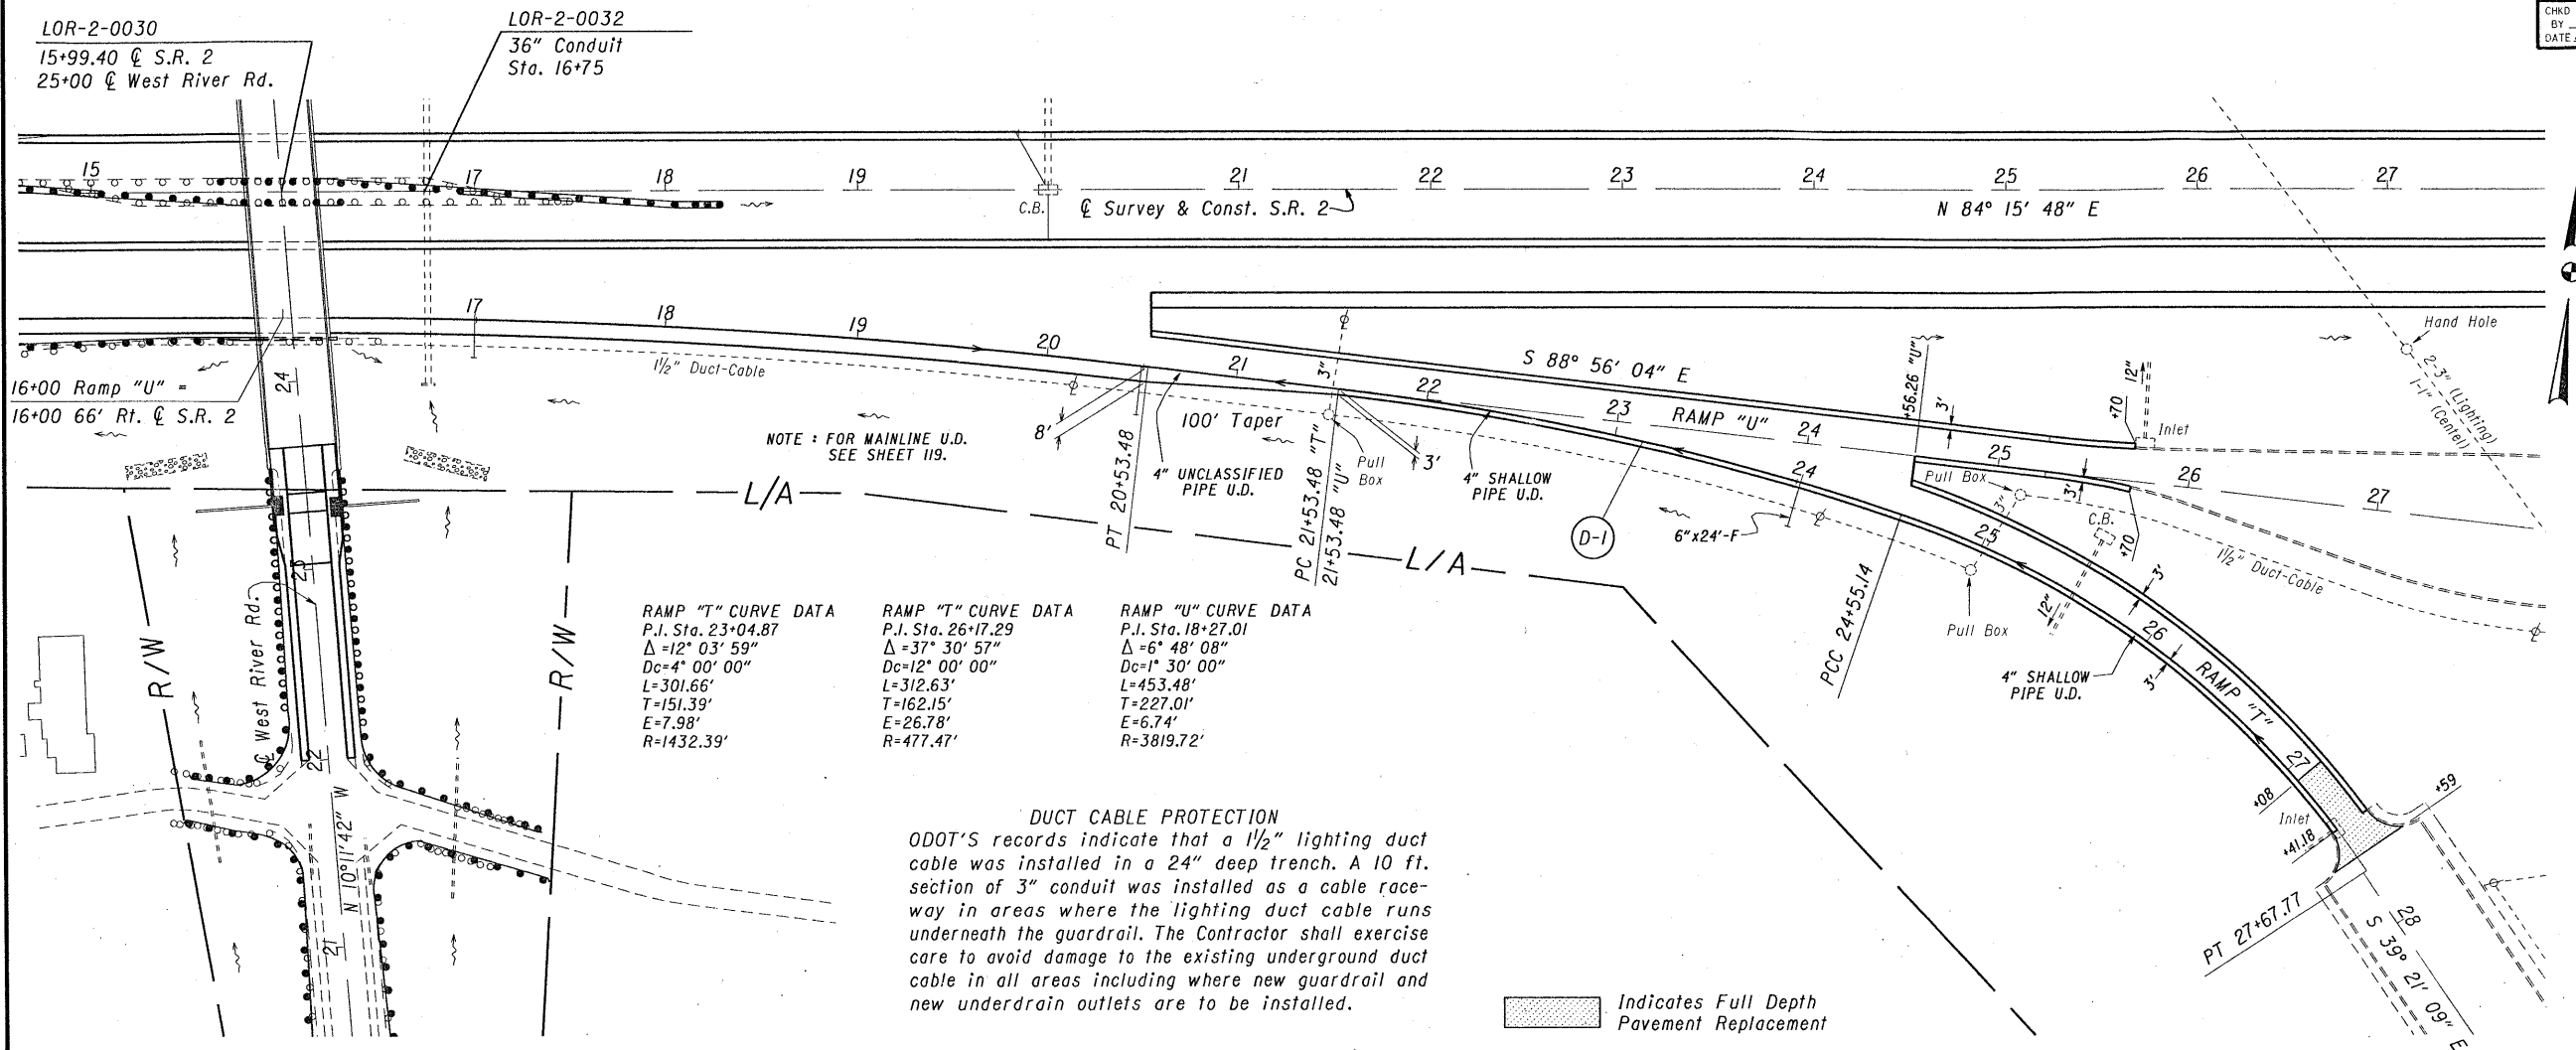 CHKD
BY
DATE
LOR-2-0030
15+99.40 ℄ S.R. 2
25+00 ℄ West River Rd.
LOR-2-0032
36" Conduit
Sta. 16+75
15
17
18
19
21
22
23
24
25
26
27
C.B.
℄ Survey & Const. S.R. 2
N 84° 15' 48" E
17
18
19
20
21
22
23
24
25
26
27
16+00 Ramp "U" =
16+00 66' Rt. ℄ S.R. 2
24
1½" Duct-Cable
S 88° 56' 04" E
RAMP "U"
+56.26 "U"
3'
+70
12"
Inlet
Hand Hole
2-3" (Lighting)
1-1" (Centel)
NOTE : FOR MAINLINE U.D.
SEE SHEET 119.
8'
100' Taper
3"
4" UNCLASSIFIED
PIPE U.D.
PT 20+53.48
PC 21+53.48 "T"
21+53.48 "U"
Pull
Box
3'
4" SHALLOW
PIPE U.D.
D-1
24
6"x24'-F
Pull Box
3"
3'
C.B.
+70
25
1½" Duct-Cable
L/A
L/A
PCC 24+55.14
Pull Box
12"
3'
26
4" SHALLOW
PIPE U.D.
3'
RAMP "T"
27
+08
Inlet
+41.18
+59
PT 27+67.77
28
S 39° 21' 09" E
R/W
R/W
23
℄ West River Rd.
22
N 10°11'42" W
21
RAMP "T" CURVE DATA
P.I. Sta. 23+04.87
Δ =12° 03' 59"
Dc=4° 00' 00"
L=301.66'
T=151.39'
E=7.98'
R=1432.39'
RAMP "T" CURVE DATA
P.I. Sta. 26+17.29
Δ =37° 30' 57"
Dc=12° 00' 00"
L=312.63'
T=162.15'
E=26.78'
R=477.47'
RAMP "U" CURVE DATA
P.I. Sta. 18+27.01
Δ =6° 48' 08"
Dc=1° 30' 00"
L=453.48'
T=227.01'
E=6.74'
R=3819.72'
DUCT CABLE PROTECTION
ODOT'S records indicate that a 1½" lighting duct
cable was installed in a 24" deep trench. A 10 ft.
section of 3" conduit was installed as a cable race-
way in areas where the lighting duct cable runs
underneath the guardrail. The Contractor shall exercise
care to avoid damage to the existing underground duct
cable in all areas including where new guardrail and
new underdrain outlets are to be installed.
Indicates Full Depth
Pavement Replacement